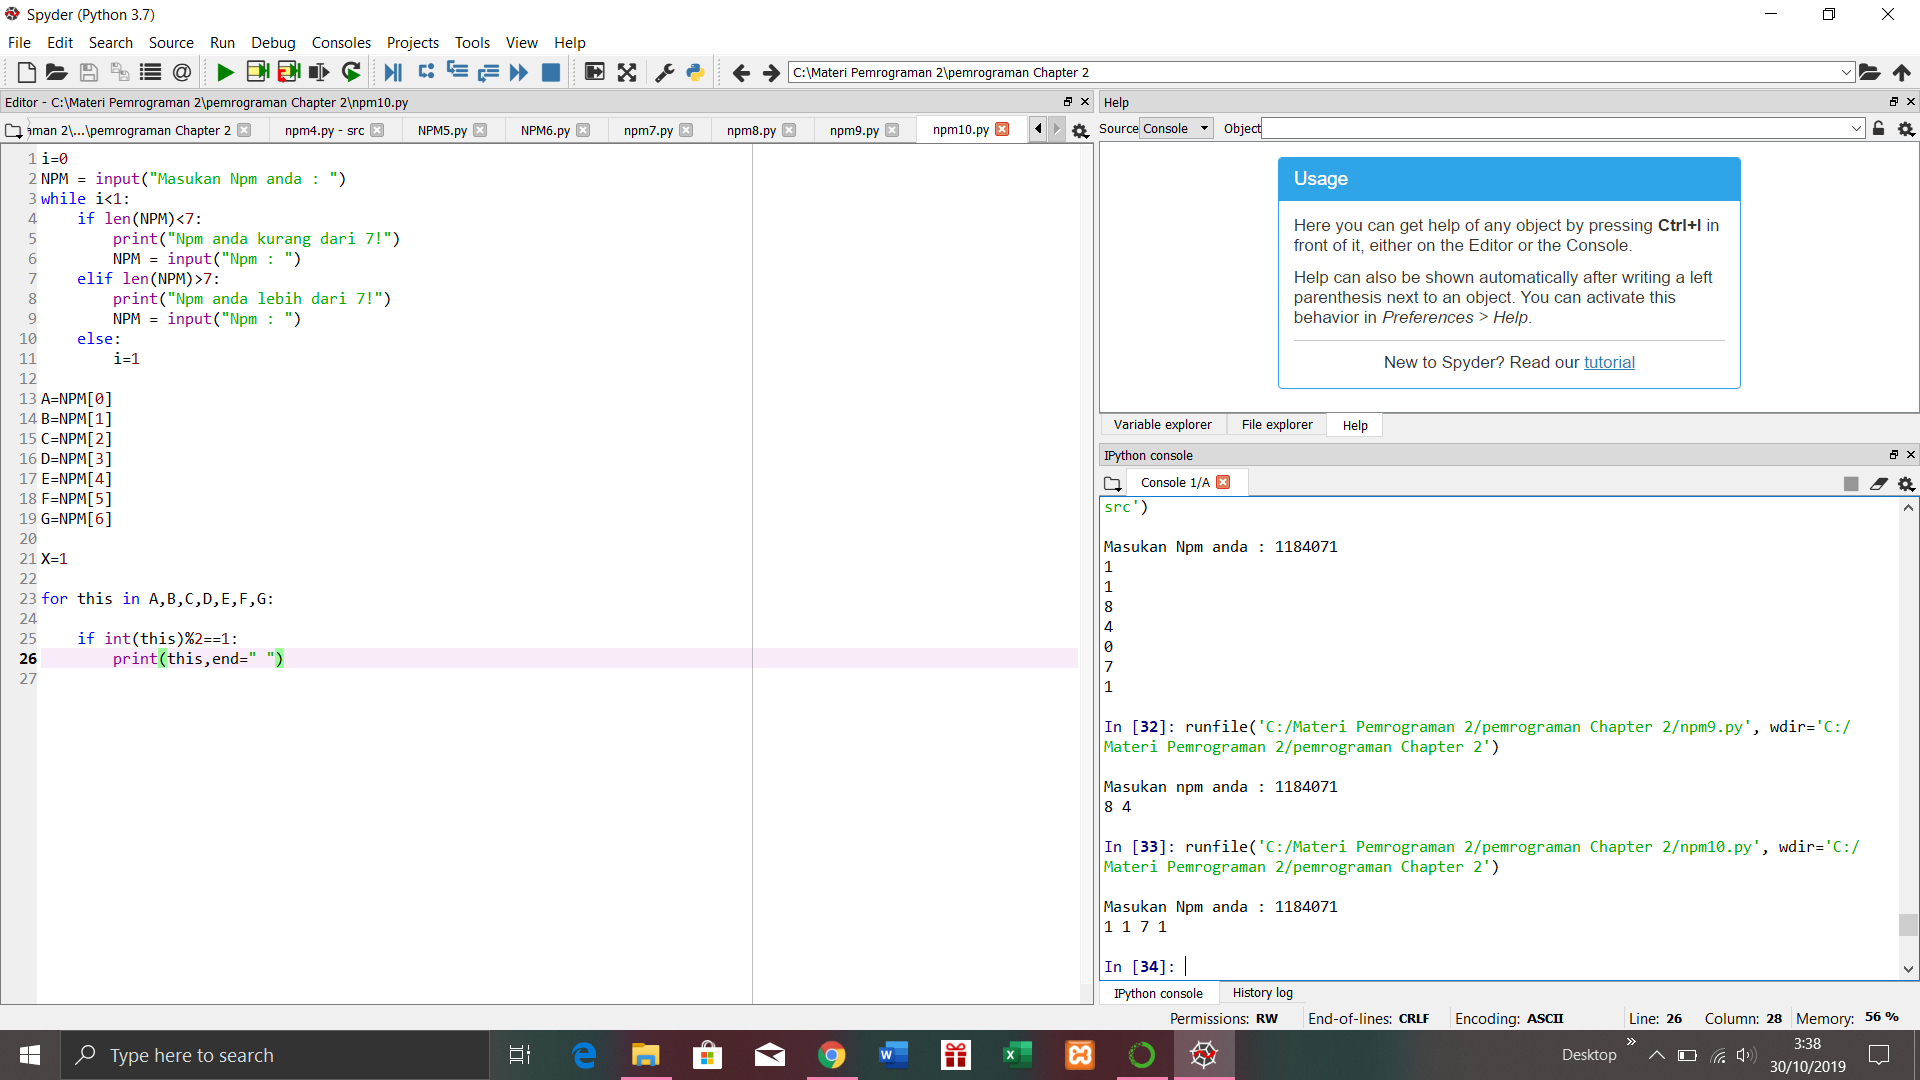 Spyder (Python 3.7)
File Edit Search Source Run Debug Consoles Projects Tools View Help
C:\Materi Pemrograman 2\pemrograman Chapter 2
Editor - C:\Materi Pemrograman 2\pemrograman Chapter 2\npm10.py
man 2\...\pemrograman Chapter 2 npm4.py - src NPM5.py NPM6.py npm7.py npm8.py npm9.py npm10.py
1 i=0
2 NPM = input("Masukan Npm anda : ")
3 while i<1:
4     if len(NPM)<7:
5         print("Npm anda kurang dari 7!")
6         NPM = input("Npm : ")
7     elif len(NPM)>7:
8         print("Npm anda lebih dari 7!")
9         NPM = input("Npm : ")
10     else:
11         i=1
12
13 A=NPM[0]
14 B=NPM[1]
15 C=NPM[2]
16 D=NPM[3]
17 E=NPM[4]
18 F=NPM[5]
19 G=NPM[6]
20
21 X=1
22
23 for this in A,B,C,D,E,F,G:
24
25     if int(this)%2==1:
26         print(this,end=" ")
27
Help
Source Console Object
Usage
Here you can get help of any object by pressing Ctrl+I in
front of it, either on the Editor or the Console.
Help can also be shown automatically after writing a left
parenthesis next to an object. You can activate this
behavior in Preferences > Help.
New to Spyder? Read our tutorial
Variable explorer File explorer Help
IPython console
Console 1/A
src')
Masukan Npm anda : 1184071
1
1
8
4
0
7
1
In [32]: runfile('C:/Materi Pemrograman 2/pemrograman Chapter 2/npm9.py', wdir='C:/
Materi Pemrograman 2/pemrograman Chapter 2')
Masukan npm anda : 1184071
8 4
In [33]: runfile('C:/Materi Pemrograman 2/pemrograman Chapter 2/npm10.py', wdir='C:/
Materi Pemrograman 2/pemrograman Chapter 2')
Masukan Npm anda : 1184071
1 1 7 1
In [34]:
IPython console History log
Permissions: RW End-of-lines: CRLF Encoding: ASCII Line: 26 Column: 28 Memory: 56 %
Type here to search
Desktop
3:38
30/10/2019